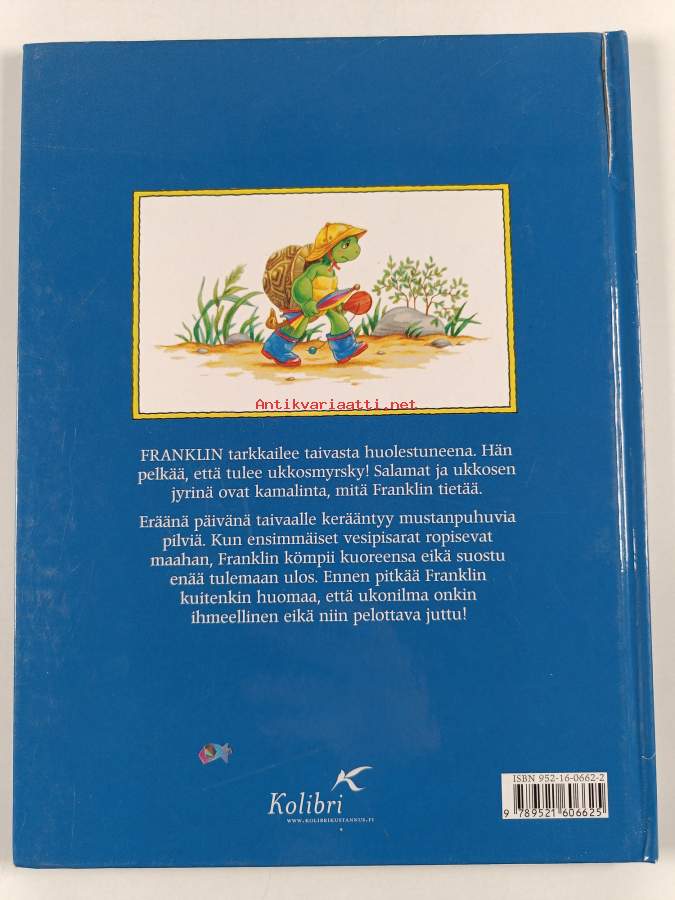 Antikvariaatti.net
FRANKLIN tarkkailee taivasta huolestuneena. Hän
pelkää, että tulee ukkosmyrsky! Salamat ja ukkosen
jyrinä ovat kamalinta, mitä Franklin tietää.
Eräänä päivänä taivaalle kerääntyy mustanpuhuvia
pilviä. Kun ensimmäiset vesipisarat ropisevat
maahan, Franklin kömpii kuoreensa eikä suostu
enää tulemaan ulos. Ennen pitkää Franklin
kuitenkin huomaa, että ukonilma onkin
ihmeellinen eikä niin pelottava juttu!
ISBN 952-16-0662-2
Kolibri
WWW.KOLIBRIKUSTANNUS.FI
9 789521 606625